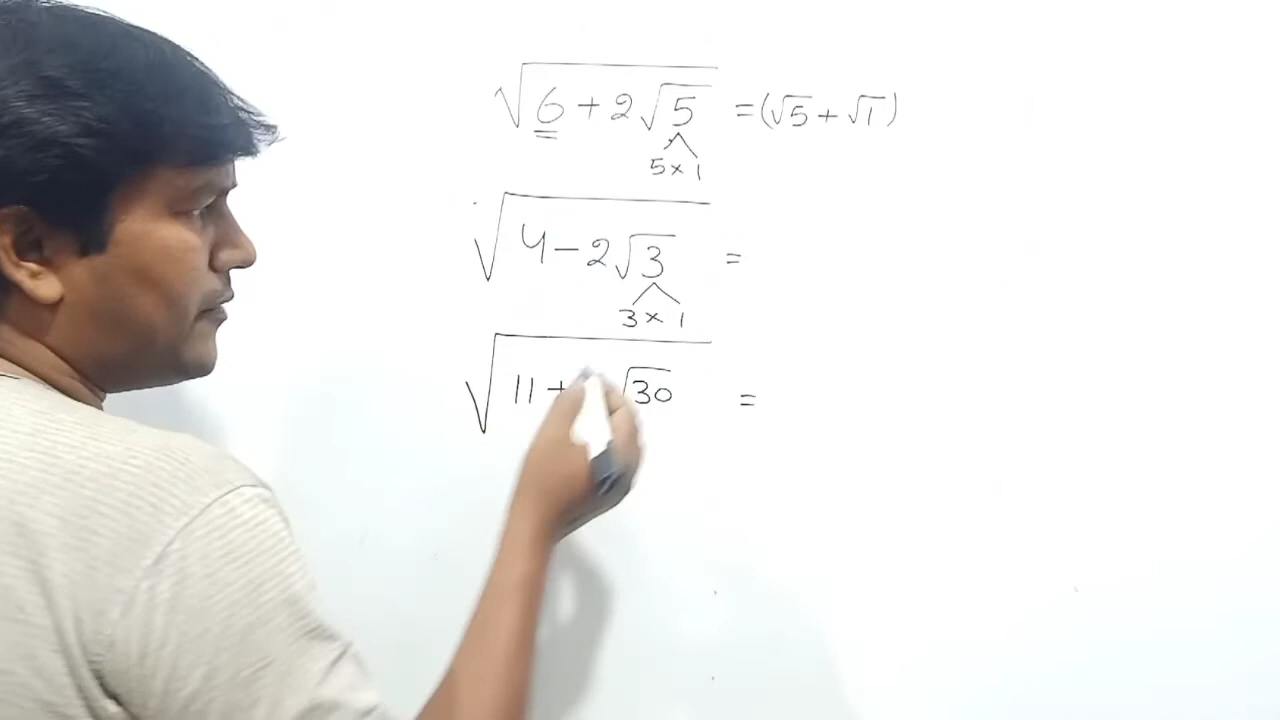 √6 + 2√5 = (√5 + √1)
5 × 1
√4 − 2√3 =
3 × 1
√11 + √30 =